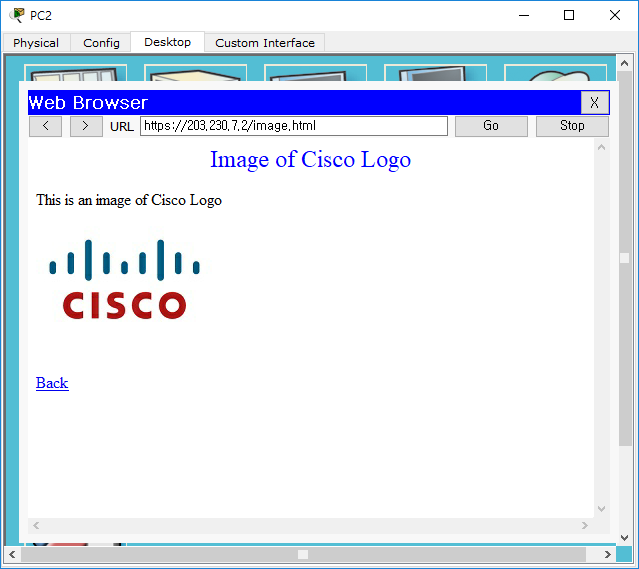 PC2
Physical Config Desktop Custom Interface
Web Browser X
< > URL https://203.230.7.2/image.html Go Stop
Image of Cisco Logo
This is an image of Cisco Logo
CISCO
Back